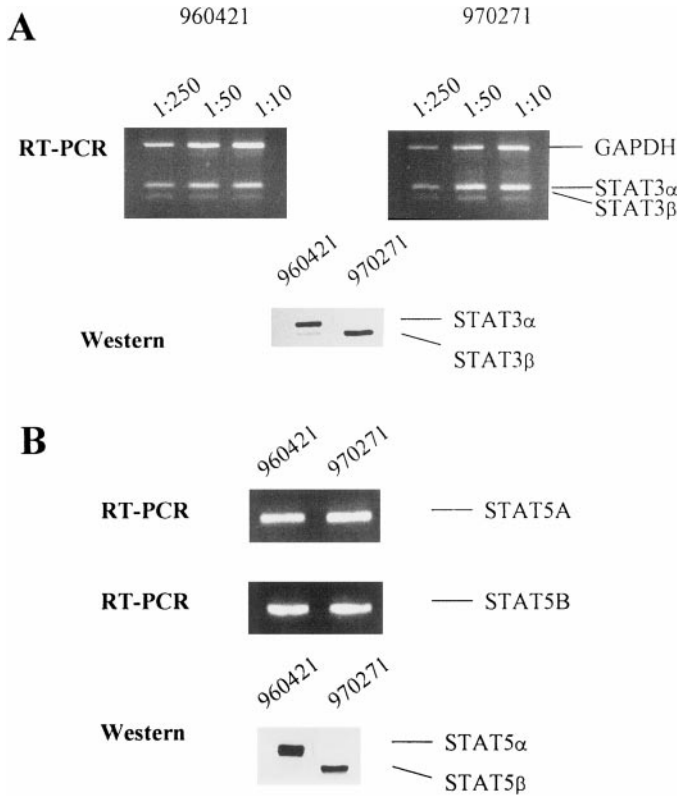 A
960421 970271
1:250 1:50 1:10 1:250 1:50 1:10
RT-PCR GAPDH
STAT3α
STAT3β
960421 970271
Western STAT3α
STAT3β
B
960421 970271
RT-PCR STAT5A
RT-PCR STAT5B
960421 970271
Western STAT5α
STAT5β